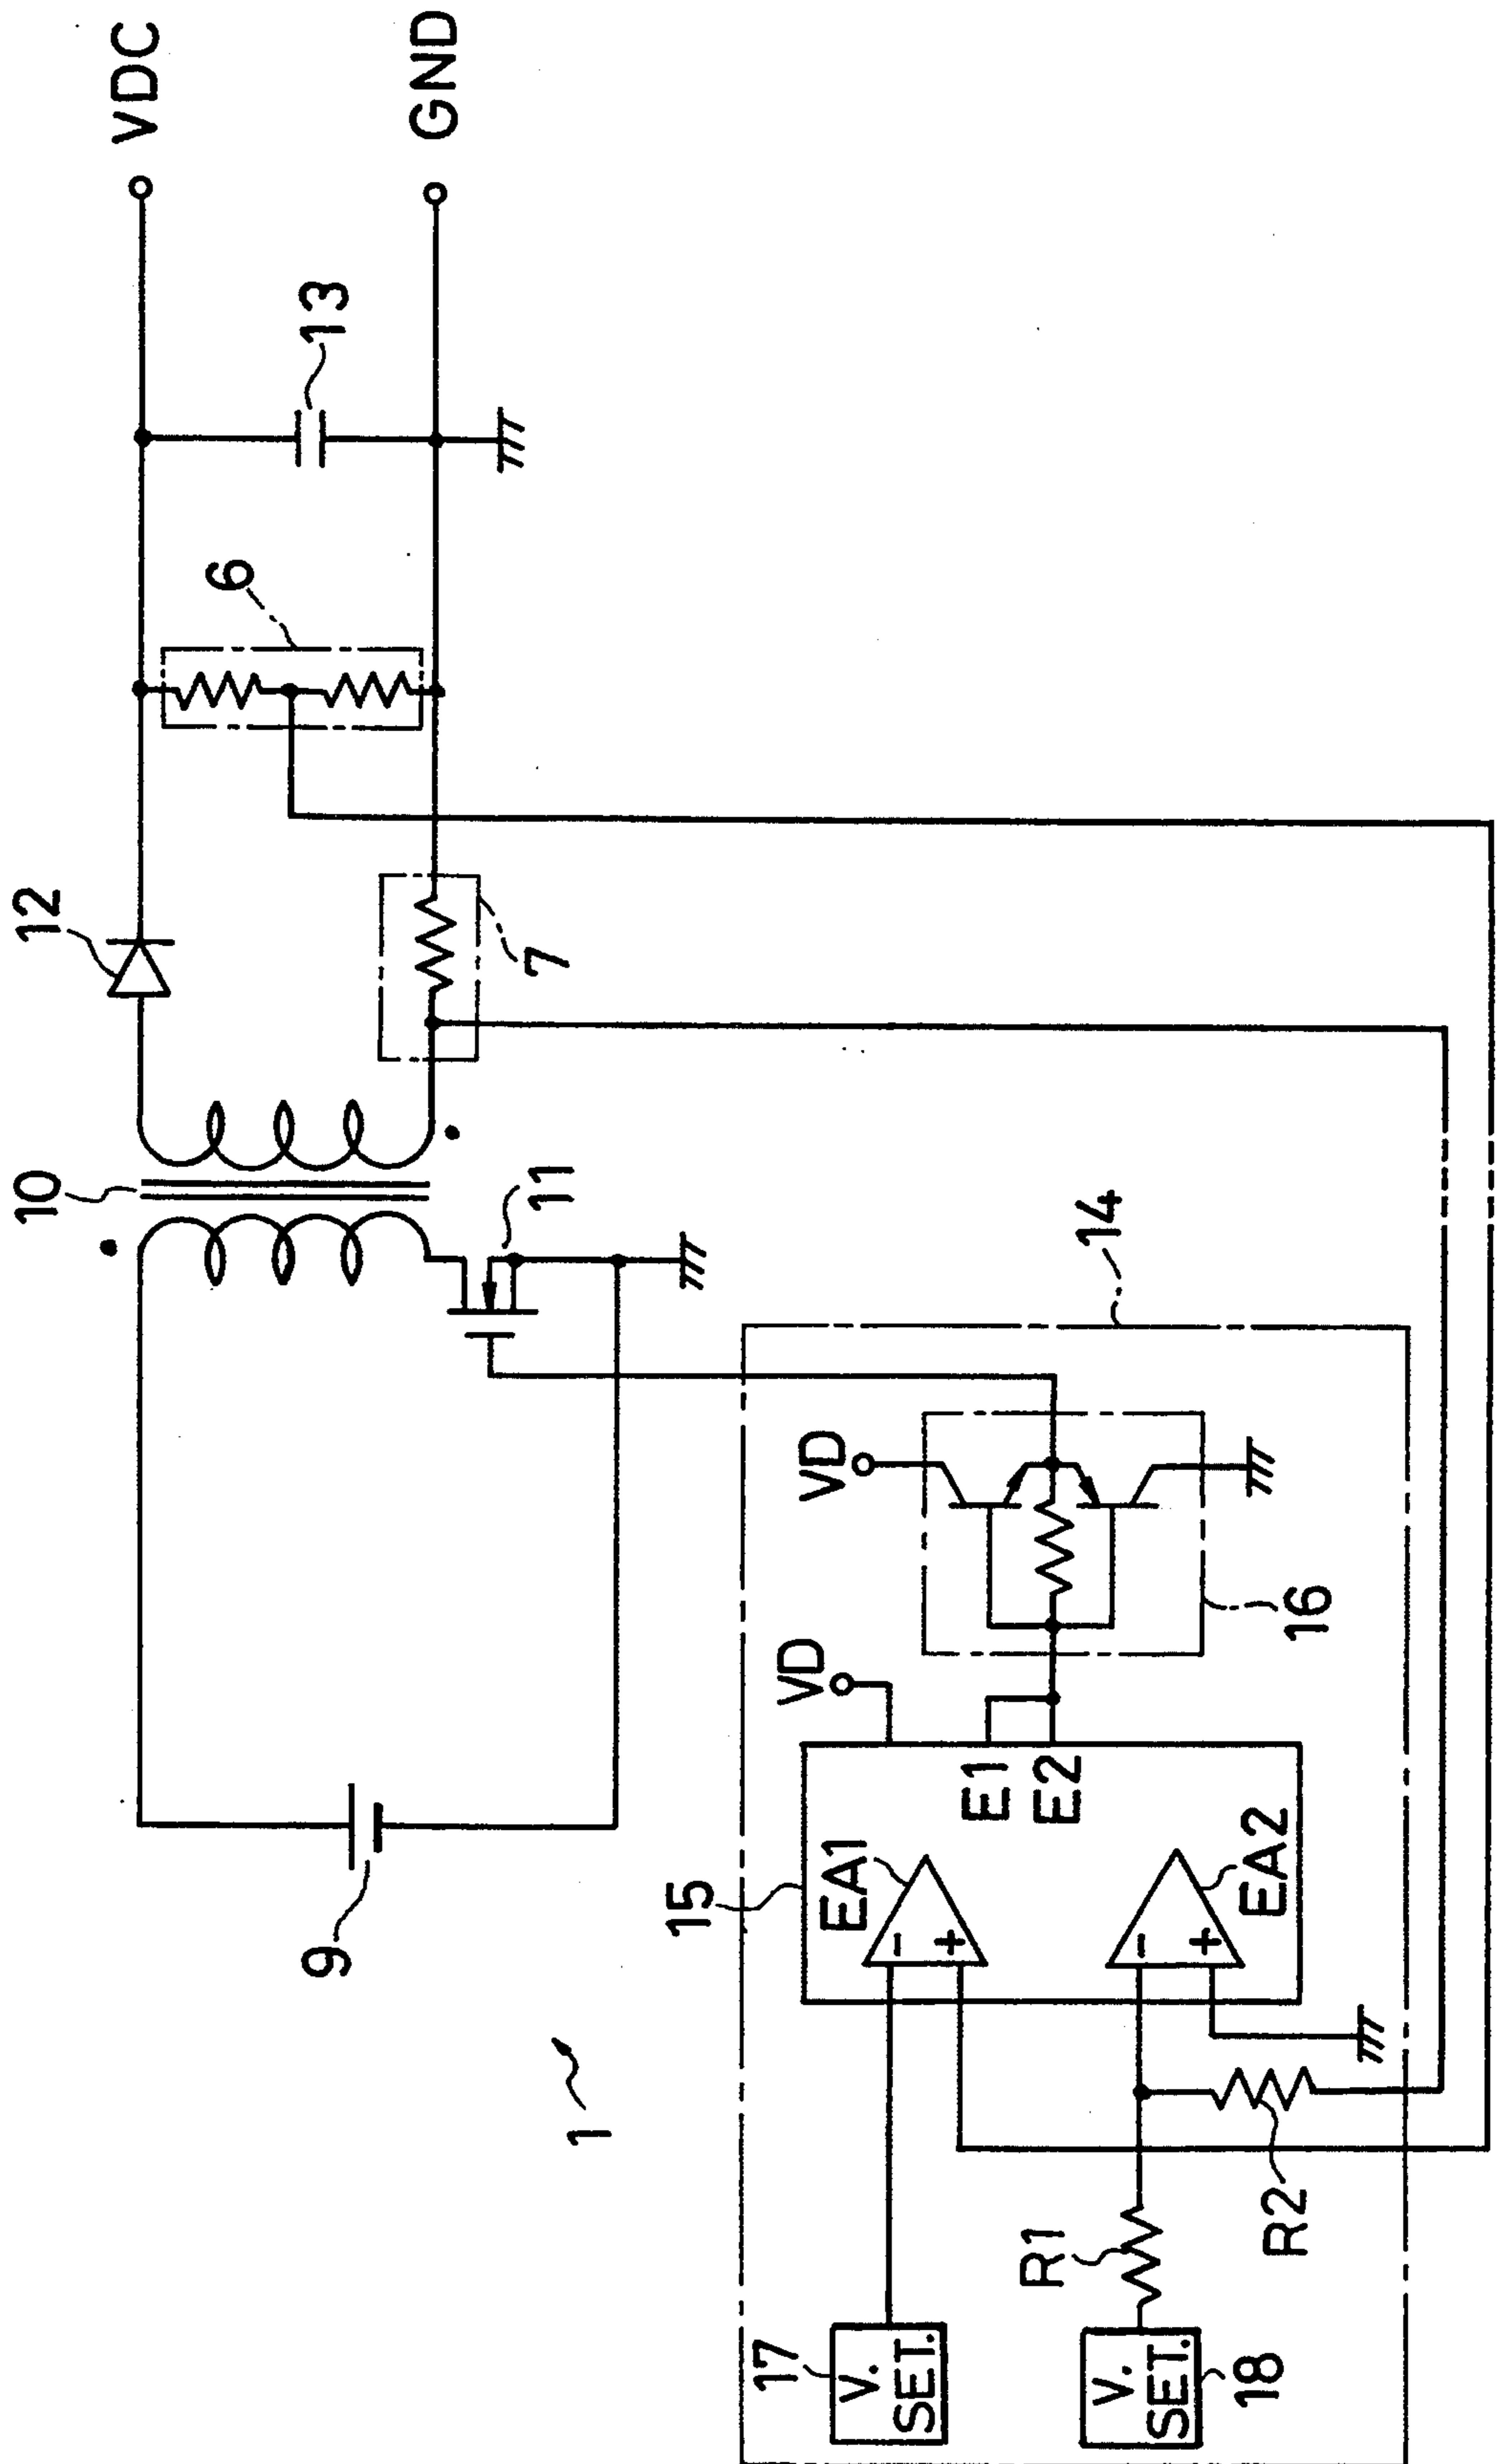 10
12
VDC
6
13
GND
9
11
7
1
17
V.
SET.
15
EA1
VD
VD
E1
E2
14
R1
V.
SET.
18
R2
EA2
16
-
+
-
+